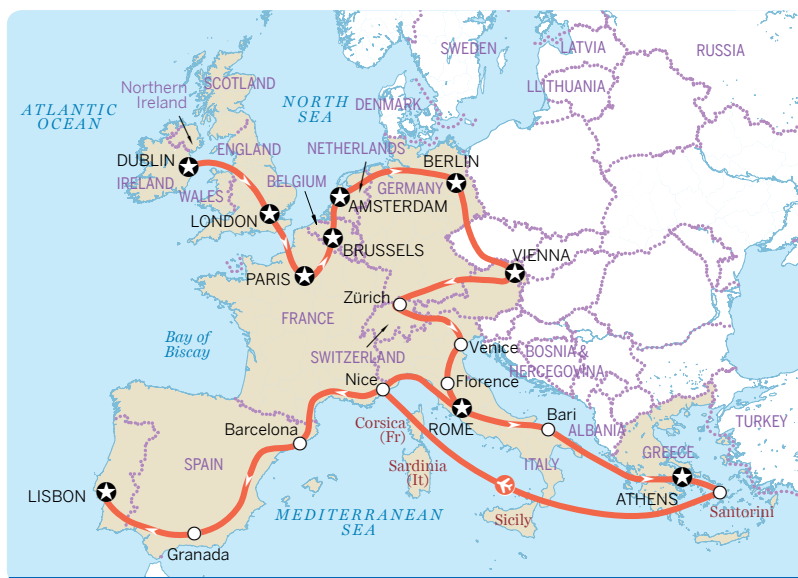 SWEDEN
LATVIA
RUSSIA
Northern
Ireland
SCOTLAND
LLITHUANIA
ATLANTIC
OCEAN
NORTH
SEA
DENMARK
DUBLIN
ENGLAND
NETHERLANDS
BERLIN
IRELAND
WALES
BELGIUM
GERMANY
LONDON
AMSTERDAM
BRUSSELS
PARIS
VIENNA
Zürich
FRANCE
Bay of
Biscay
SWITZERLAND
Venice
BOSNIA &
HERCEGOVINA
Nice
Florence
Barcelona
Corsica
(Fr)
ROME
Bari
ALBANIA
TURKEY
SPAIN
Sardinia
(It)
ITALY
GREECE
LISBON
ATHENS
Santorini
MEDITERRANEAN
SEA
Sicily
Granada